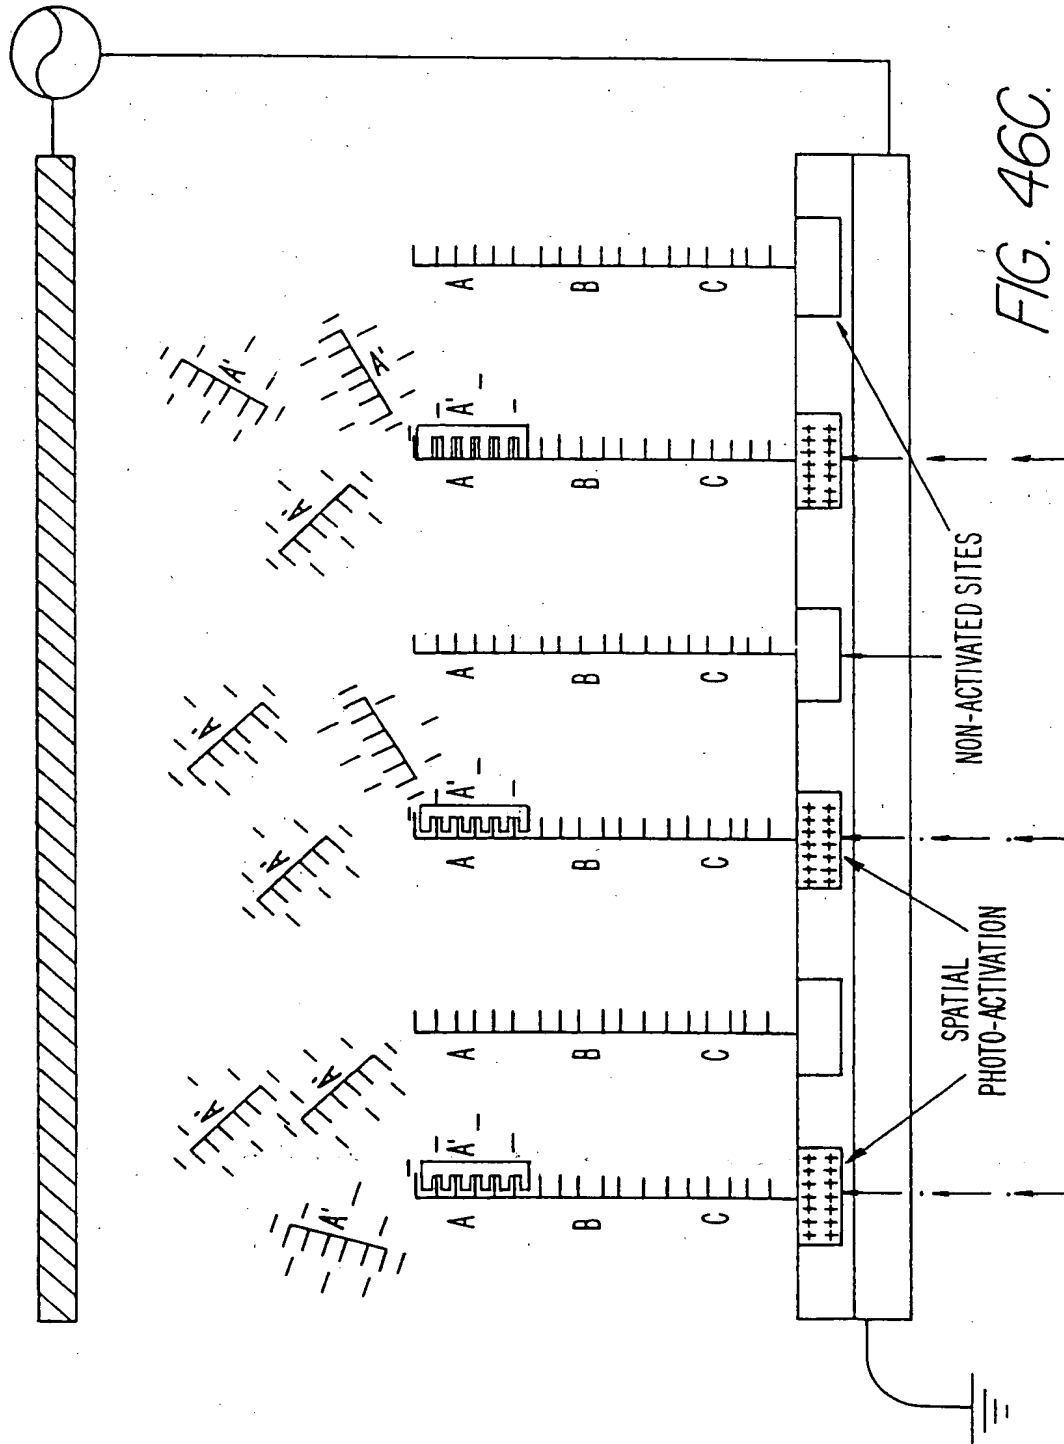 A'
A'
A'
A'
A'
A'
A'
A'
A A' A A A' A A A' A
B B B B B B
C C C C C C
SPATIAL
PHOTO-ACTIVATION
NON-ACTIVATED SITES
FIG. 46C.